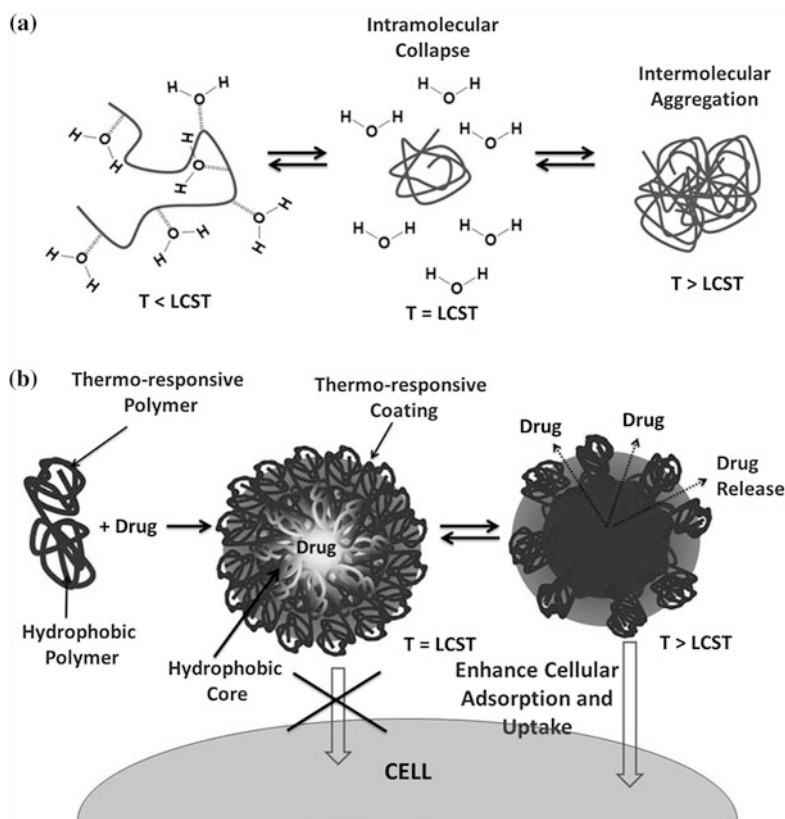 (a)
Intramolecular
Collapse
Intermolecular
Aggregation
H H O
H H O
H H O
H H O
H H O
H O H
H O H
H O H
H O H
H O H
H O H
T < LCST
T = LCST
T > LCST
(b)
Thermo-responsive
Polymer
Thermo-responsive
Coating
Drug
Drug
Drug
Release
+ Drug
Drug
Hydrophobic
Polymer
Hydrophobic
Core
T = LCST
T > LCST
Enhance Cellular
Adsorption and
Uptake
CELL